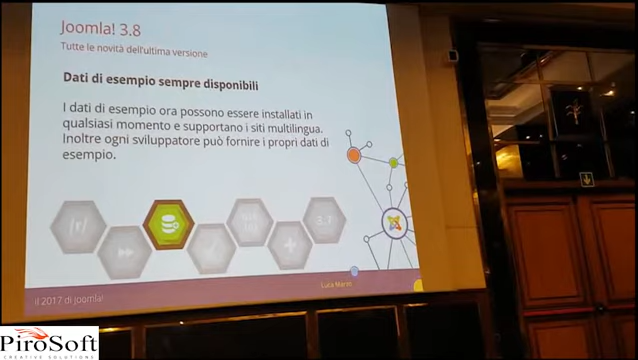 Joomla! 3.8
Tutte le novità dell'ultima versione
Dati di esempio sempre disponibili
I dati di esempio ora possono essere installati in
qualsiasi momento e supportano i siti multilingua.
Inoltre ogni sviluppatore può fornire i propri dati di
esempio.
3.7
Luca Marzo
Il 2017 di Joomla!
PiroSoft
CREATIVE SOLUTIONS